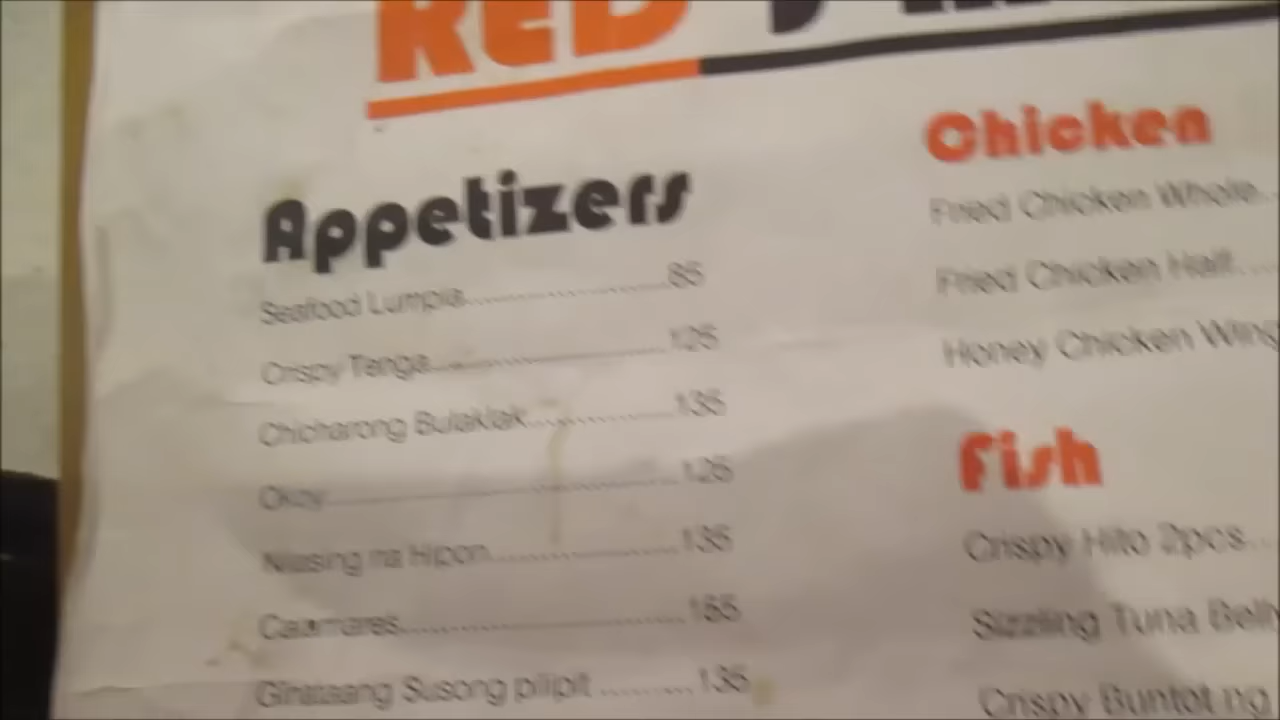 RED
Appetizers
Seafood Lumpia......................85
Crispy Tenga..........................125
Chicharong Bulaklak................135
Okoy......................................125
Nilasing na Hipon.....................135
Calamares...............................155
Ginataang Susong pilipit ..........135
Chicken
Fried Chicken Whole..
Fried Chicken Half....
Honey Chicken Wing
Fish
Crispy Hito 2pcs...
Sizzling Tuna Belly
Crispy Buntot ng